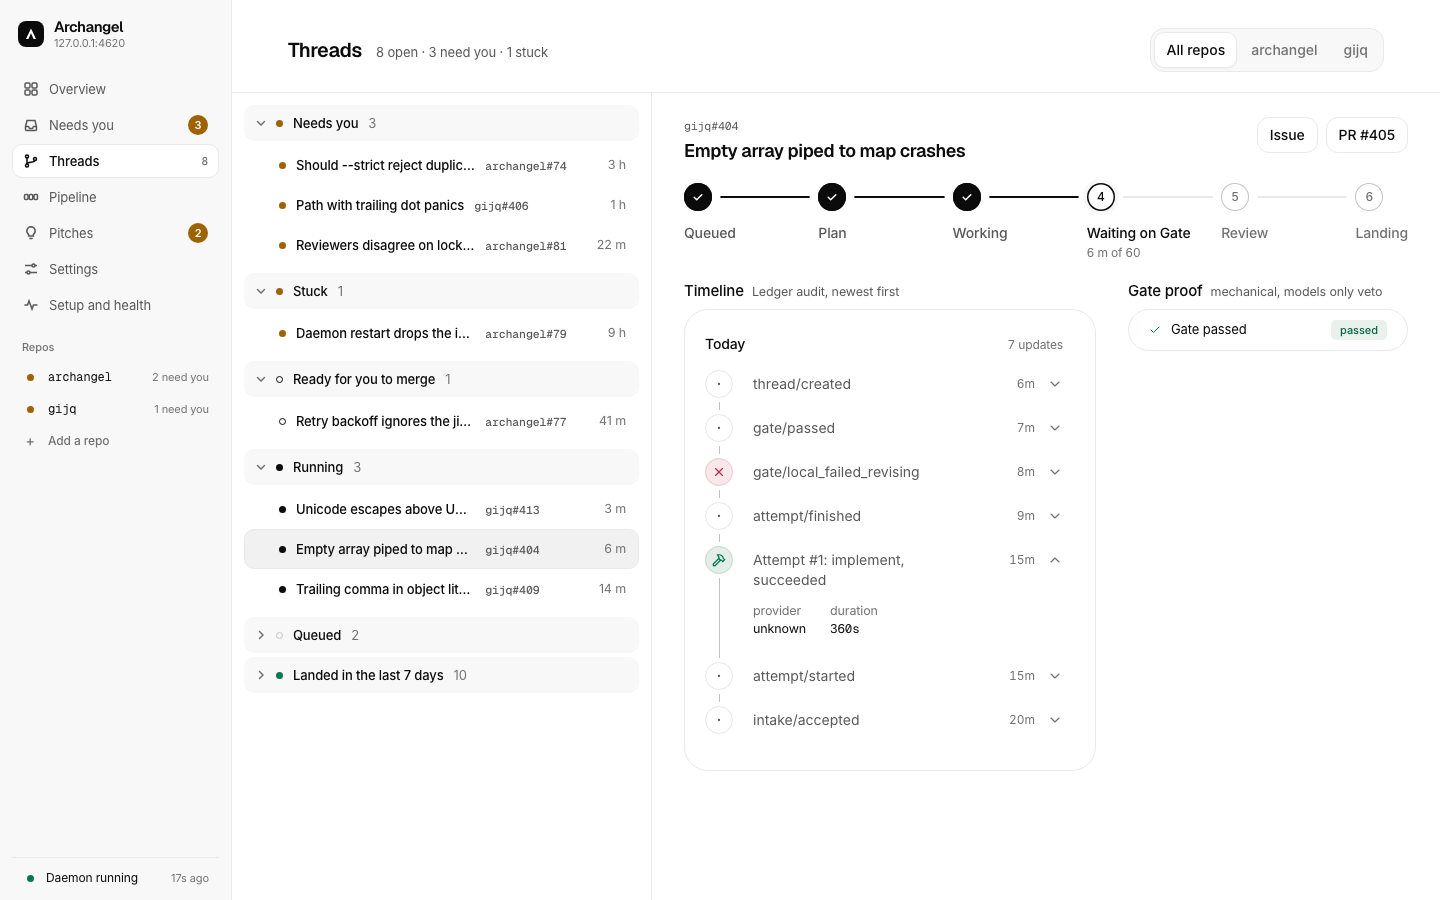 Archangel
127.0.0.1:4620
Overview
Needs you 3
Threads 8
Pipeline
Pitches 2
Settings
Setup and health
Repos
archangel 2 need you
gijq 1 need you
+ Add a repo
Daemon running 17s ago
Threads 8 open · 3 need you · 1 stuck
All repos archangel gijq
Needs you 3
Should --strict reject duplic... archangel#74 3 h
Path with trailing dot panics gijq#406 1 h
Reviewers disagree on lock... archangel#81 22 m
Stuck 1
Daemon restart drops the i... archangel#79 9 h
Ready for you to merge 1
Retry backoff ignores the ji... archangel#77 41 m
Running 3
Unicode escapes above U... gijq#413 3 m
Empty array piped to map ... gijq#404 6 m
Trailing comma in object lit... gijq#409 14 m
Queued 2
Landed in the last 7 days 10
gijq#404
Empty array piped to map crashes
Issue PR #405
4 5 6
Queued Plan Working Waiting on Gate Review Landing
6 m of 60
Timeline Ledger audit, newest first
Today 7 updates
thread/created 6m
gate/passed 7m
gate/local_failed_revising 8m
attempt/finished 9m
Attempt #1: implement, 15m
succeeded
provider duration
unknown 360s
attempt/started 15m
intake/accepted 20m
Gate proof mechanical, models only veto
Gate passed passed